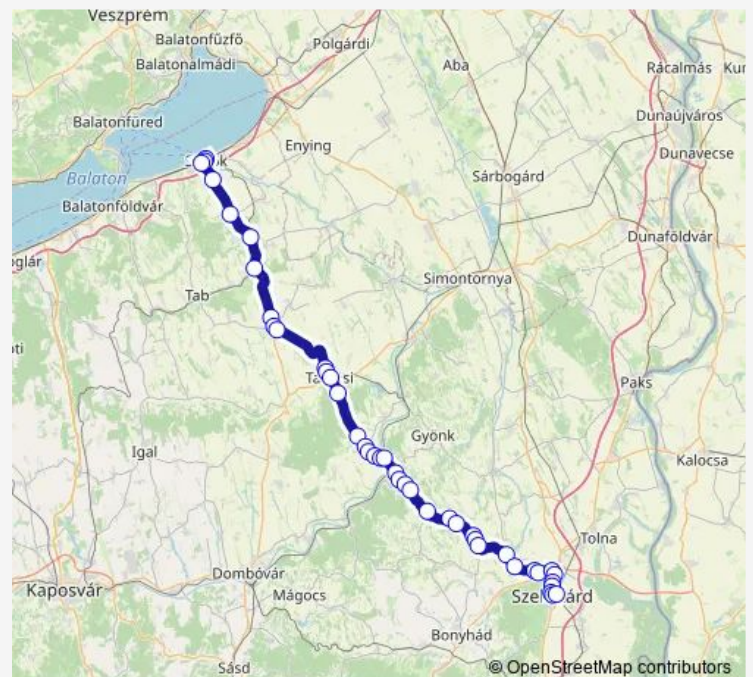 Veszprém
Balatonfűzfő
Polgárdi
Balatonalmádi
Aba
Rácalmás
Balatonfüred
Enying
Dunaújváros
Dunavecse
Balaton
Sárbogárd
Balatonföldvár
Dunaföldvár
Simontornya
Tab
Paks
Gyönk
Igal
Kalocsa
Tolna
Dombóvár
Kaposvár
Mágocs
Bonyhád
Sásd
© OpenStreetMap contributors